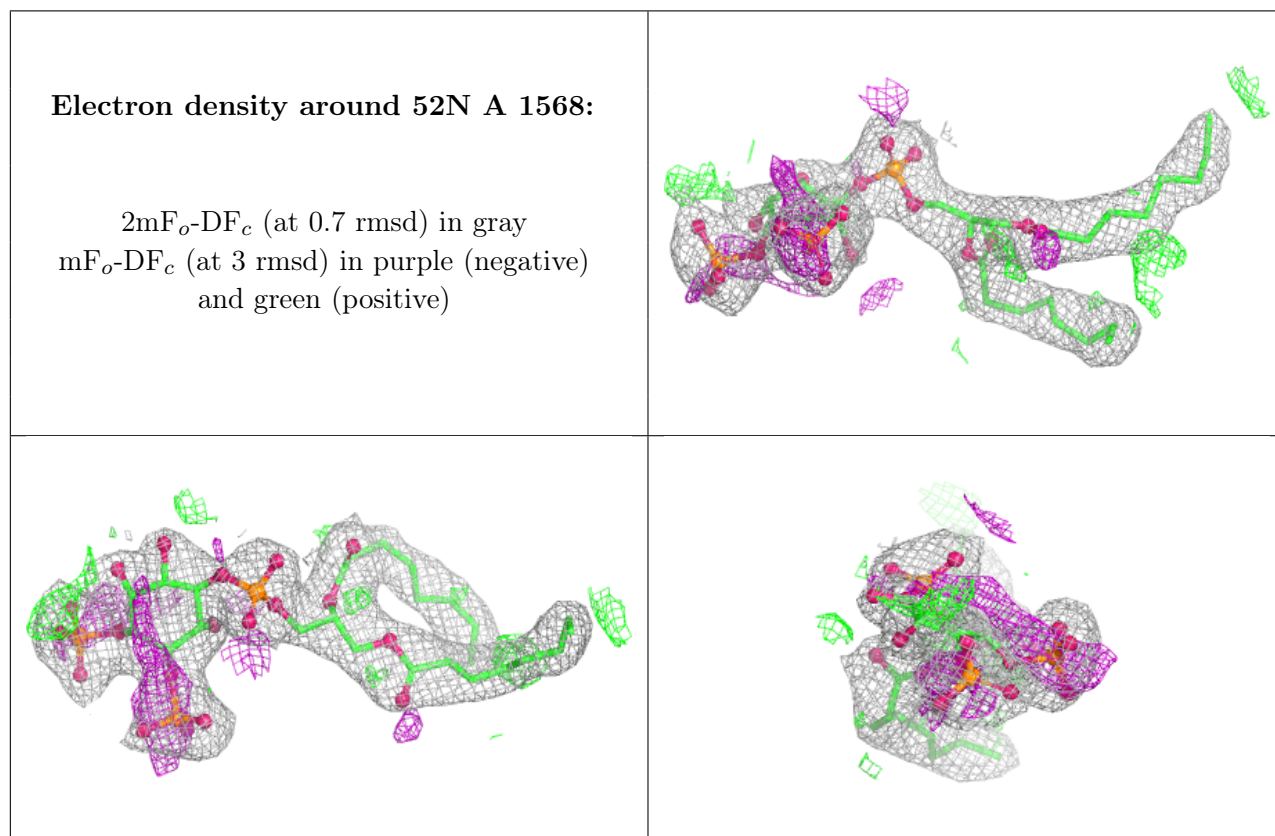 Electron density around 52N A 1568:
2mFo-DFc (at 0.7 rmsd) in gray
mFo-DFc (at 3 rmsd) in purple (negative)
and green (positive)